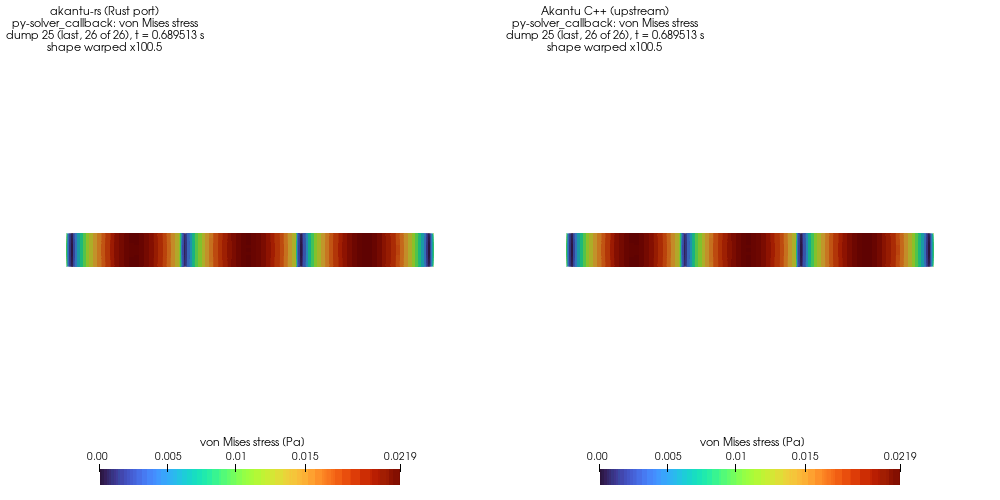 akantu-rs (Rust port)
py-solver_callback: von Mises stress
dump 25 (last, 26 of 26), t = 0.689513 s
shape warped x100.5
Akantu C++ (upstream)
py-solver_callback: von Mises stress
dump 25 (last, 26 of 26), t = 0.689513 s
shape warped x100.5
von Mises stress (Pa)
0.00 0.005 0.01 0.015 0.0219
von Mises stress (Pa)
0.00 0.005 0.01 0.015 0.0219